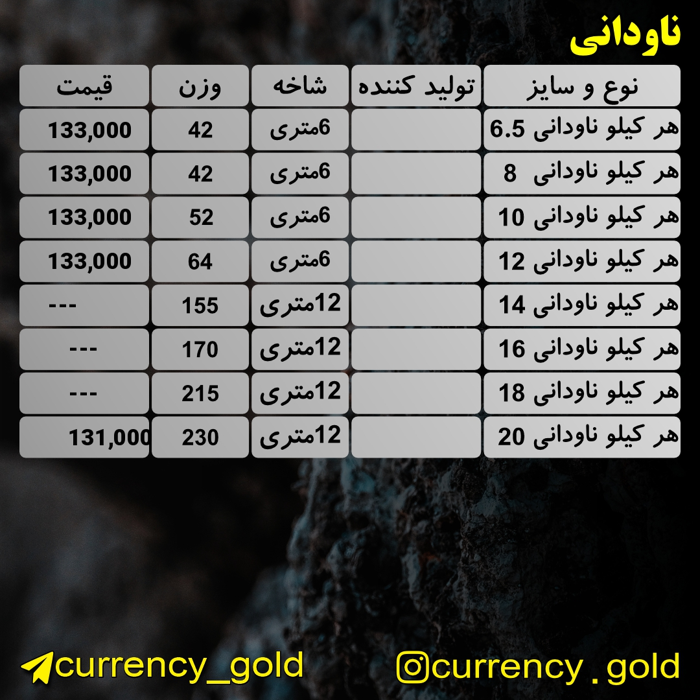 ناودانی
نوع و سایز تولید کننده شاخه وزن قیمت
هر کیلو ناودانی 6.5 6متری 42 133,000
هر کیلو ناودانی 8 6متری 42 133,000
هر کیلو ناودانی 10 6متری 52 133,000
هر کیلو ناودانی 12 6متری 64 133,000
هر کیلو ناودانی 14 12متری 155 ---
هر کیلو ناودانی 16 12متری 170 ---
هر کیلو ناودانی 18 12متری 215 ---
هر کیلو ناودانی 20 12متری 230 131,000
currency_gold currency.gold